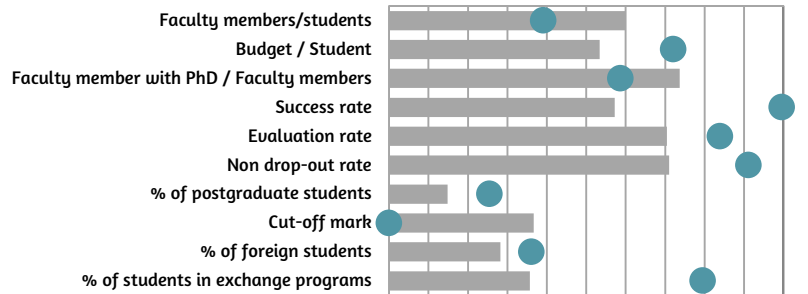 Faculty members/students
Budget / Student
Faculty member with PhD / Faculty members
Success rate
Evaluation rate
Non drop-out rate
% of postgraduate students
Cut-off mark
% of foreign students
% of students in exchange programs